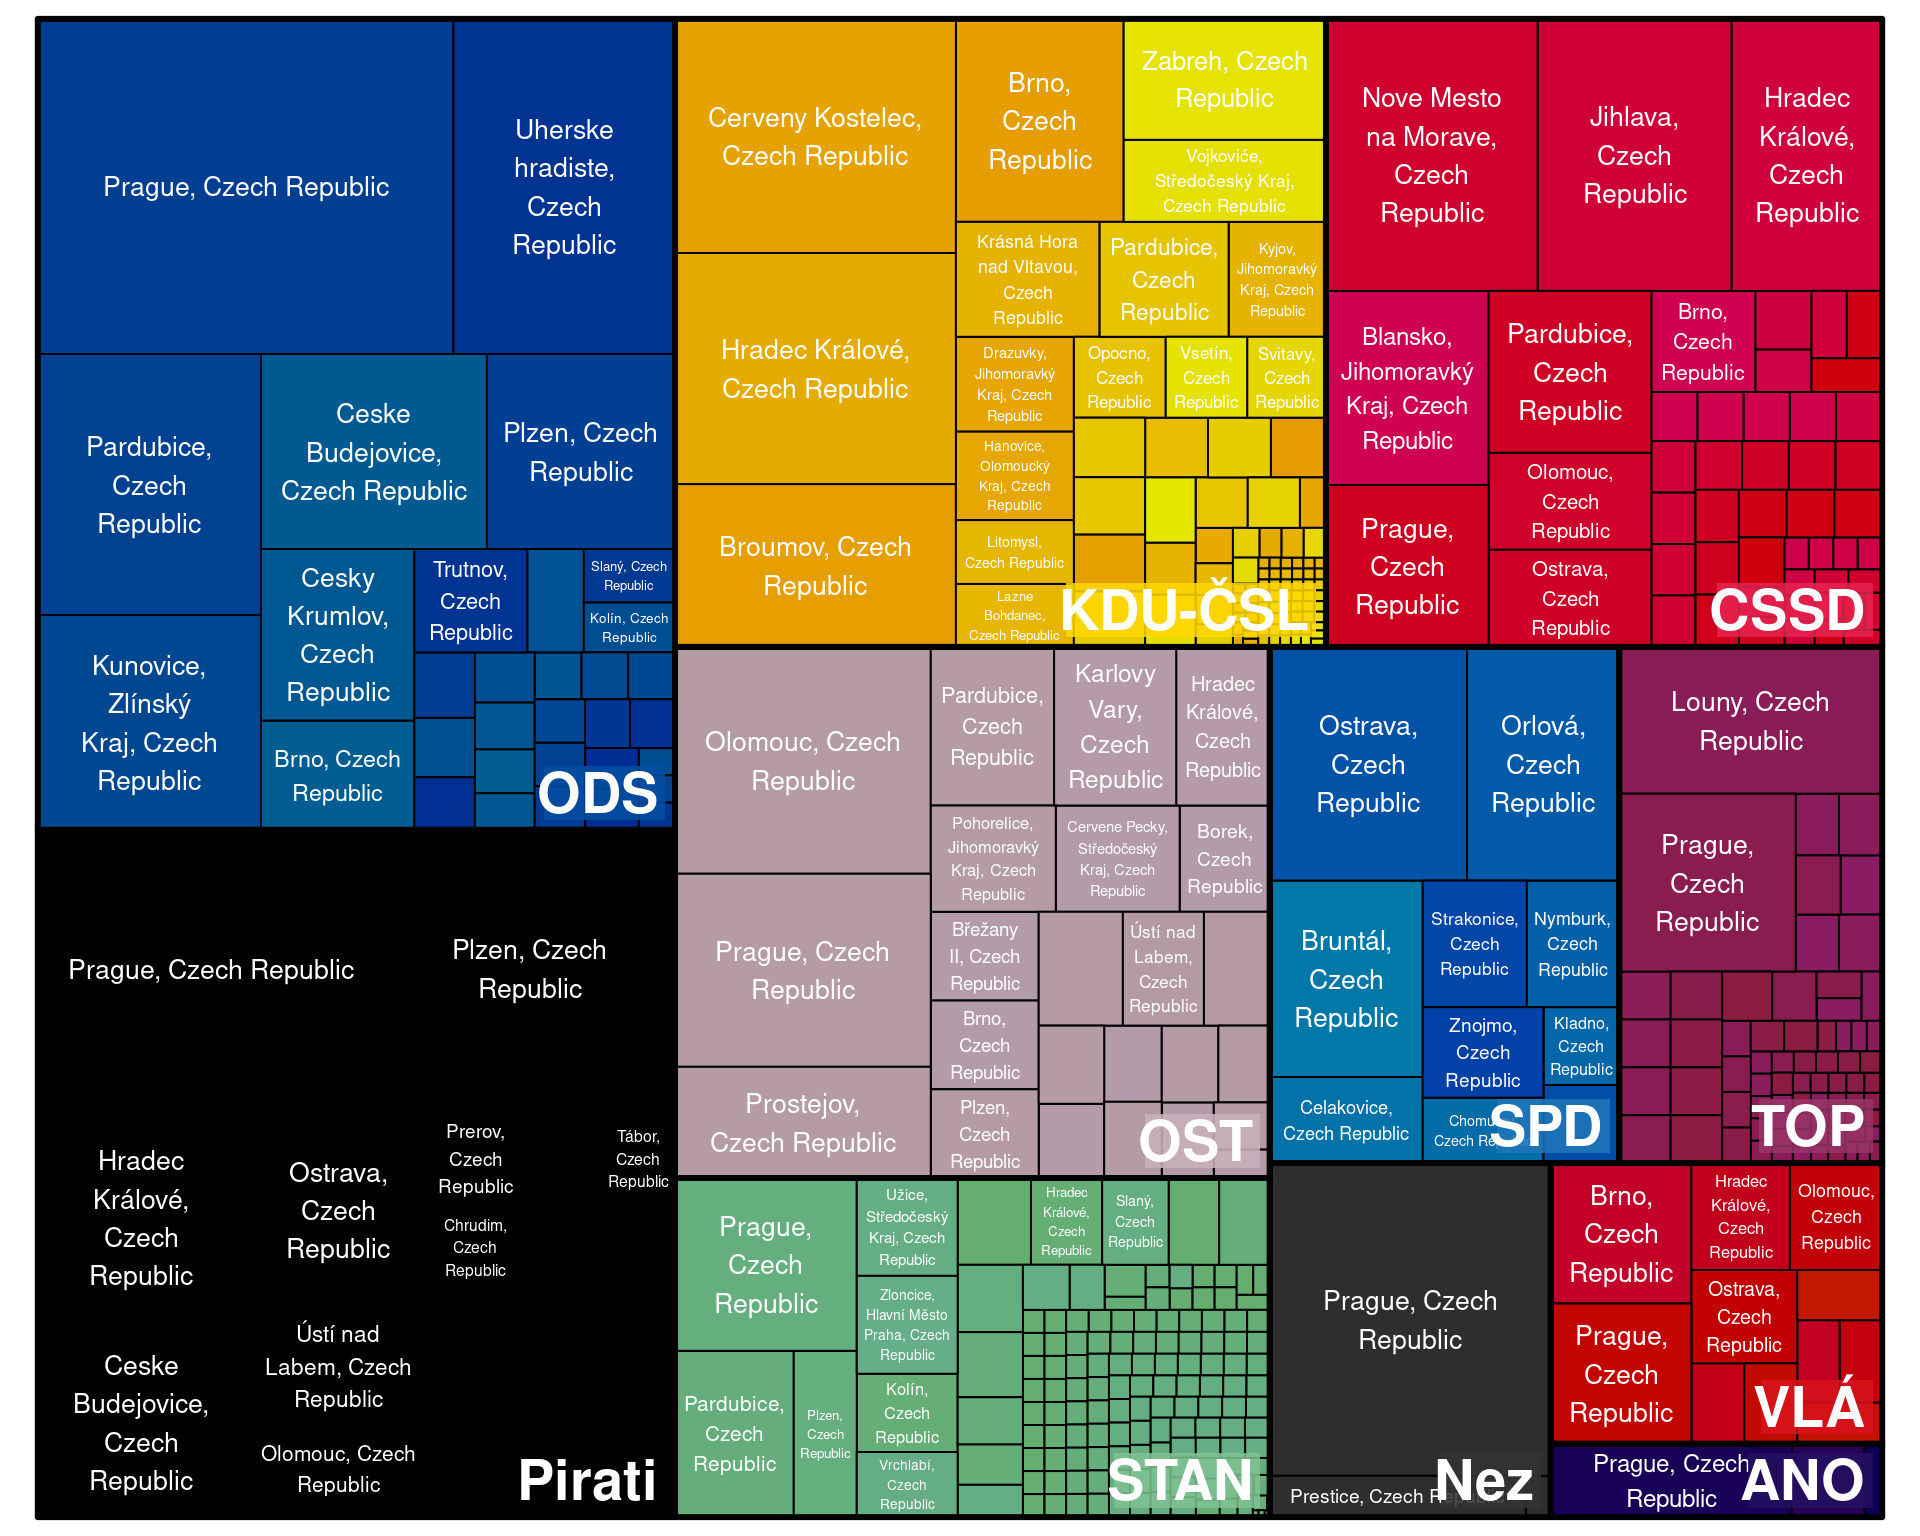 Prague, Czech Republic
Uherske
hradiste,
Czech
Republic
Pardubice,
Czech
Republic
Ceske
Budejovice,
Czech Republic
Plzen, Czech
Republic
Kunovice,
Zlínský
Kraj, Czech
Republic
Cesky
Krumlov,
Czech
Republic
Trutnov,
Czech
Republic
Slaný, Czech
Republic
Kolín, Czech
Republic
Brno, Czech
Republic
ODS
Cerveny Kostelec,
Czech Republic
Brno,
Czech
Republic
Zabreh, Czech
Republic
Vojkoviće,
Středočeský Kraj,
Czech Republic
Hradec Králové,
Czech Republic
Krásná Hora
nad Vltavou,
Czech
Republic
Pardubice,
Czech
Republic
Kyjov,
Jihomoravký
Kraj, Czech
Republic
Drazuvky,
Jihomoravký
Kraj, Czech
Republic
Opocno,
Czech
Republic
Vsetín,
Czech
Republic
Svitavy,
Czech
Republic
Hanovice,
Olomoucký
Kraj, Czech
Republic
Broumov, Czech
Republic
Litomysl,
Czech Republic
Lazne
Bohdanec,
Czech Republic
KDU-ČSL
Nove Mesto
na Morave,
Czech
Republic
Jihlava,
Czech
Republic
Hradec
Králové,
Czech
Republic
Blansko,
Jihomoravký
Kraj, Czech
Republic
Pardubice,
Czech
Republic
Brno,
Czech
Republic
Prague,
Czech
Republic
Olomouc,
Czech
Republic
Ostrava,
Czech
Republic
CSSD
Prague, Czech Republic
Plzen, Czech
Republic
Hradec
Králové,
Czech
Republic
Ostrava,
Czech
Republic
Prerov,
Czech
Republic
Tábor,
Czech
Republic
Chrudim,
Czech
Republic
Ceske
Budejovice,
Czech
Republic
Ústí nad
Labem, Czech
Republic
Olomouc, Czech
Republic
Pirati
Olomouc, Czech
Republic
Pardubice,
Czech
Republic
Karlovy
Vary,
Czech
Republic
Hradec
Králové,
Czech
Republic
Pohorelice,
Jihomoravký
Kraj, Czech
Republic
Cervene Pecky,
Středočeský
Kraj, Czech
Republic
Borek,
Czech
Republic
Prague, Czech
Republic
Břežany
II, Czech
Republic
Ústí nad
Labem,
Czech
Republic
Brno,
Czech
Republic
Prostejov,
Czech Republic
Plzen,
Czech
Republic
OST
Ostrava,
Czech
Republic
Orlová,
Czech
Republic
Bruntál,
Czech
Republic
Strakonice,
Czech
Republic
Nymburk,
Czech
Republic
Znojmo,
Czech
Republic
Kladno,
Czech
Republic
Celakovice,
Czech Republic
Czech
SPD
Louny, Czech
Republic
Prague,
Czech
Republic
TOP
Prague,
Czech
Republic
Užice,
Středočeský
Kraj, Czech
Republic
Hradec
Králové,
Czech
Republic
Slaný,
Czech
Republic
Zloncice,
Hlavní Město
Praha, Czech
Republic
Pardubice,
Czech
Republic
Plzen,
Czech
Republic
Kolín,
Czech
Republic
Vrchlabí,
Czech
Republic
STAN
Prague, Czech
Republic
Prestice, Czech
Nez
Brno,
Czech
Republic
Hradec
Králové,
Czech
Republic
Olomouc,
Czech
Republic
Prague,
Czech
Republic
Ostrava,
Czech
Republic
VLÁ
Prague, Czech
Republic
ANO